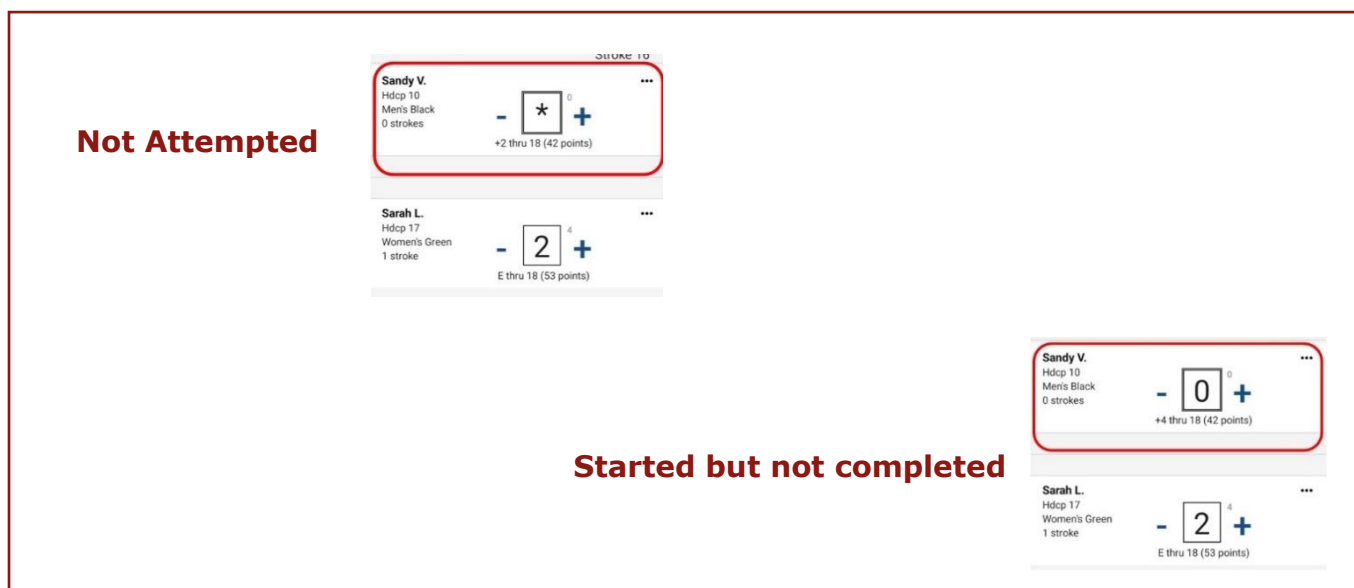 Stroke 16
Sandy V.
•••
Hdcp 10
Men's Black
0 strokes
- * 0 +
+2 thru 18 (42 points)
Not Attempted
Sarah L.
•••
Hdcp 17
Women's Green
1 stroke
- 2 4 +
E thru 18 (53 points)
Sandy V.
•••
Hdcp 10
Men's Black
0 strokes
- 0 0 +
+4 thru 18 (42 points)
Started but not completed
Sarah L.
•••
Hdcp 17
Women's Green
1 stroke
- 2 4 +
E thru 18 (53 points)